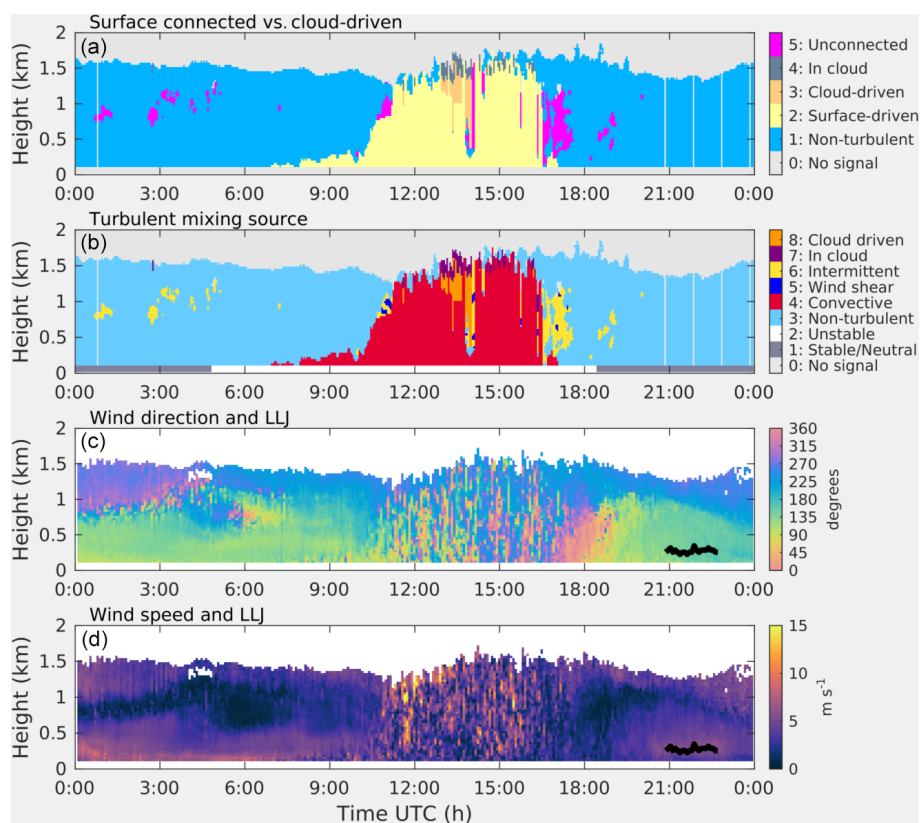 Surface connected vs. cloud-driven
(a)
Height (km)
2
1.5
1
0.5
0
0:00 3:00 6:00 9:00 12:00 15:00 18:00 21:00 0:00
5: Unconnected
4: In cloud
3: Cloud-driven
2: Surface-driven
1: Non-turbulent
0: No signal
Turbulent mixing source
(b)
Height (km)
2
1.5
1
0.5
0
0:00 3:00 6:00 9:00 12:00 15:00 18:00 21:00 0:00
8: Cloud driven
7: In cloud
6: Intermittent
5: Wind shear
4: Convective
3: Non-turbulent
2: Unstable
1: Stable/Neutral
0: No signal
Wind direction and LLJ
(c)
Height (km)
2
1.5
1
0.5
0
0:00 3:00 6:00 9:00 12:00 15:00 18:00 21:00 0:00
360
315
270
225
180
135
90
45
0
degrees
Wind speed and LLJ
(d)
Height (km)
2
1.5
1
0.5
0
0:00 3:00 6:00 9:00 12:00 15:00 18:00 21:00 0:00
15
10
5
0
m s⁻¹
Time UTC (h)